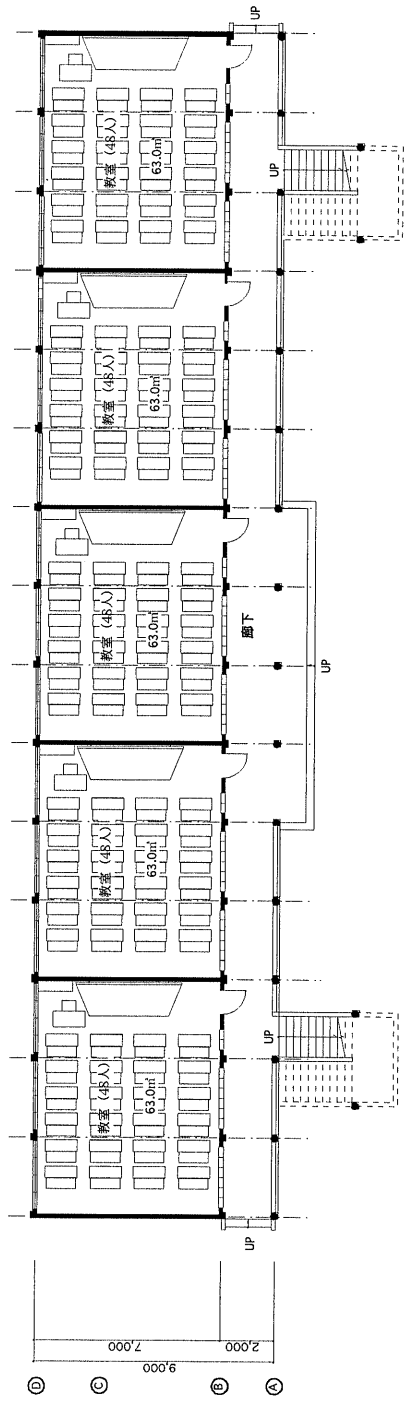 UP
教室 (48人)
63.0㎡
UP
教室 (48人)
63.0㎡
教室 (48人)
63.0㎡
廊下
UP
教室 (48人)
63.0㎡
教室 (48人)
63.0㎡
UP
UP
7,000
2,000
9,000
D
C
B
A